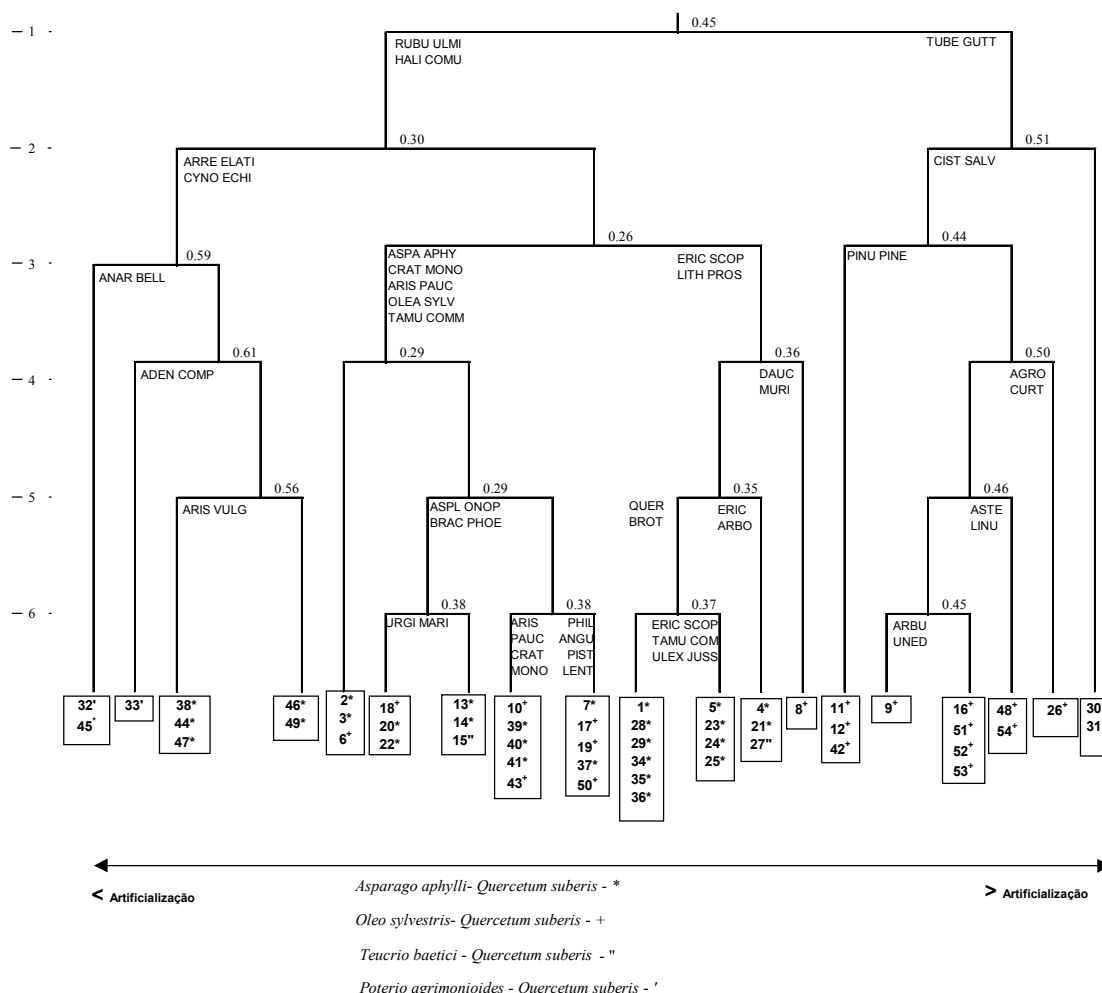 – 1 -
0.45
RUBU ULMI
HALI COMU
TUBE GUTT
– 2 -
0.30
0.51
ARRE ELATI
CYNO ECHI
CIST SALV
0.26
0.44
– 3 -
0.59
ANAR BELL
ASPA APHY
CRAT MONO
ARIS PAUC
OLEA SYLV
TAMU COMM
ERIC SCOP
LITH PROS
PINU PINE
– 4 -
0.61
0.29
0.36
0.50
ADEN COMP
DAUC
MURI
AGRO
CURT
– 5 -
0.56
0.29
0.35
0.46
ARIS VULG
ASPL ONOP
BRAC PHOE
QUER
BROT
ERIC
ARBO
ASTE
LINU
– 6 -
0.38
0.38
0.37
0.45
URGI MARI
ARIS
PAUC
CRAT
MONO
PHIL
ANGU
PIST
LENT
ERIC SCOP
TAMU COM
ULEX JUSS
ARBU
UNED
32'
45*
33'
38*
44*
47*
46*
49*
2*
3*
6+
18+
20*
22*
13*
14*
15"
10+
39*
40*
41*
43+
7*
17+
19+
37*
50+
1*
28*
29*
34*
35*
36*
5*
23*
24*
25*
4*
21*
27"
8+
11+
12+
42+
9+
16+
51+
52+
53+
48+
54+
26+
30
31
< Artificialização
> Artificialização
Asparago aphylli- Quercetum suberis - *
Oleo sylvestris- Quercetum suberis - +
Teucrio baetici - Quercetum suberis - "
Poterio agrimonioides - Quercetum suberis - '